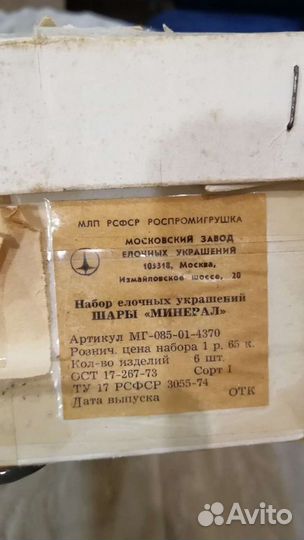 МЛП РСФСР РОСПРОМИГРУШКА
МОСКОВСКИЙ ЗАВОД
ЕЛОЧНЫХ УКРАШЕНИЙ
105318, Москва,
Измайловское шоссе, 20
Набор елочных украшений
ШАРЫ «МИНЕРАЛ»
Артикул МГ-085-01-4370
Рознич. цена набора 1 р. 65 к.
Кол-во изделий 6 шт.
ОСТ 17-267-73 Сорт I
ТУ 17 РСФСР 3055-74
Дата выпуска ОТК
Avito